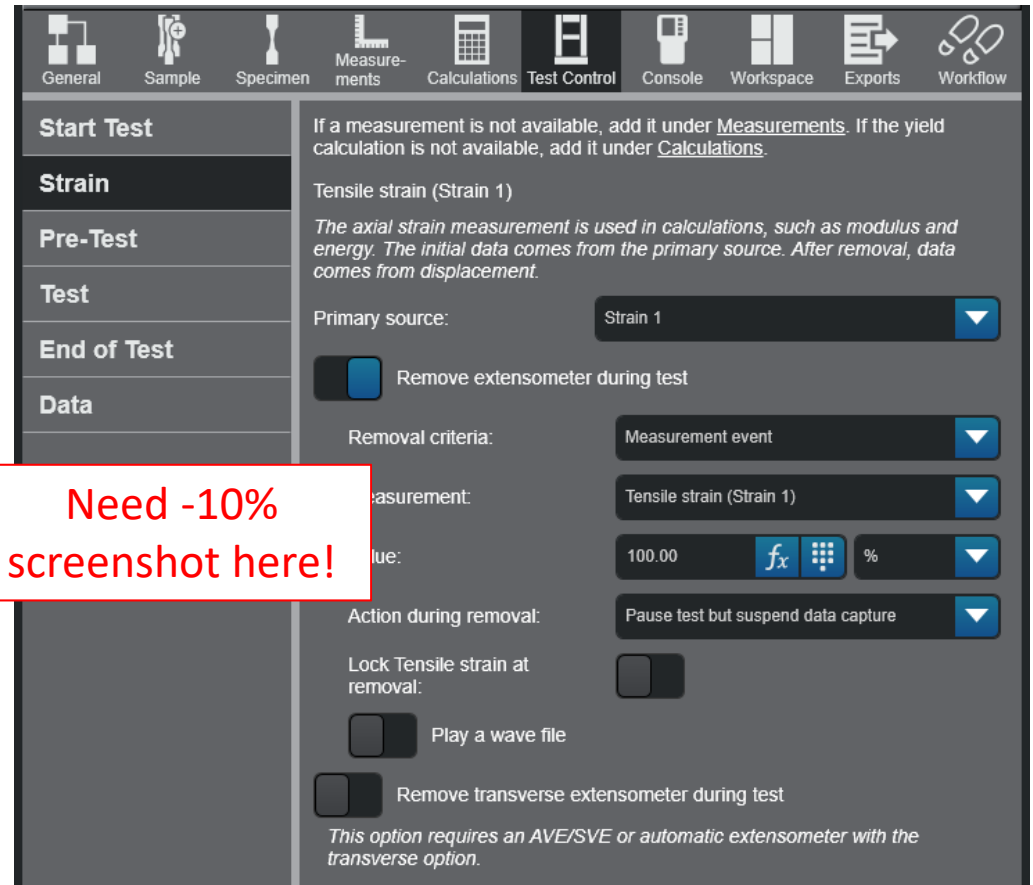 General
Sample
Specimen
Measure-
ments
Calculations
Test Control
Console
Workspace
Exports
Workflow
Start Test
Strain
Pre-Test
Test
End of Test
Data
If a measurement is not available, add it under Measurements. If the yield
calculation is not available, add it under Calculations.
Tensile strain (Strain 1)
The axial strain measurement is used in calculations, such as modulus and
energy. The initial data comes from the primary source. After removal, data
comes from displacement.
Primary source: Strain 1
Remove extensometer during test
Removal criteria: Measurement event
Need -10%
screenshot here!
easurement: Tensile strain (Strain 1)
lue: 100.00 fx %
Action during removal: Pause test but suspend data capture
Lock Tensile strain at
removal:
Play a wave file
Remove transverse extensometer during test
This option requires an AVE/SVE or automatic extensometer with the
transverse option.